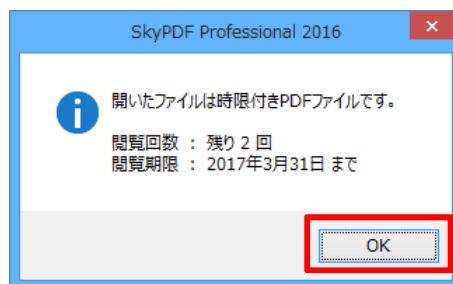 SkyPDF Professional 2016
開いたファイルは時限付きPDFファイルです。
閲覧回数 ： 残り 2 回
閲覧期限 ： 2017年3月31日 まで
OK